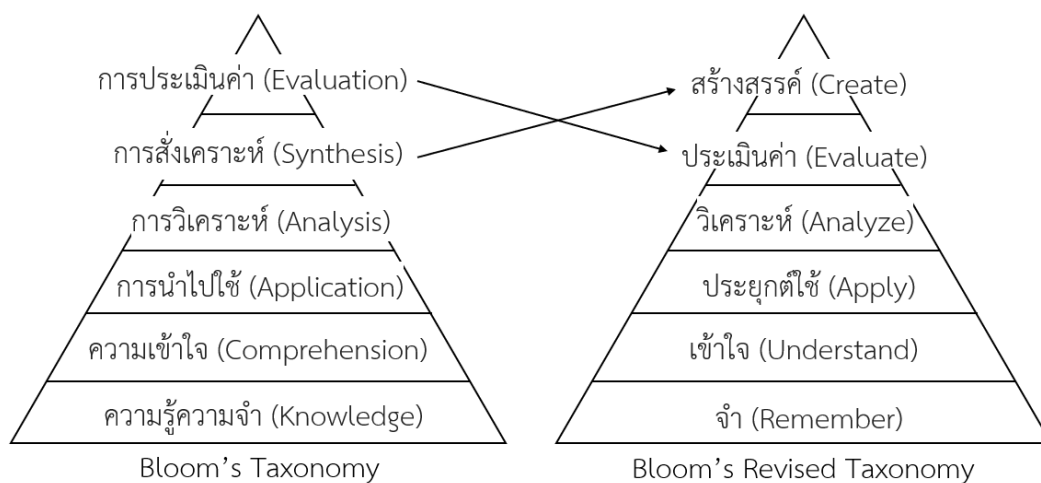 การประเมินค่า (Evaluation)
การสั่งเคราะห์ (Synthesis)
การวิเคราะห์ (Analysis)
การนำไปใช้ (Application)
ความเข้าใจ (Comprehension)
ความรู้ความจำ (Knowledge)
Bloom's Taxonomy
สร้างสรรค์ (Create)
ประเมินค่า (Evaluate)
วิเคราะห์ (Analyze)
ประยุกต์ใช้ (Apply)
เข้าใจ (Understand)
จำ (Remember)
Bloom's Revised Taxonomy